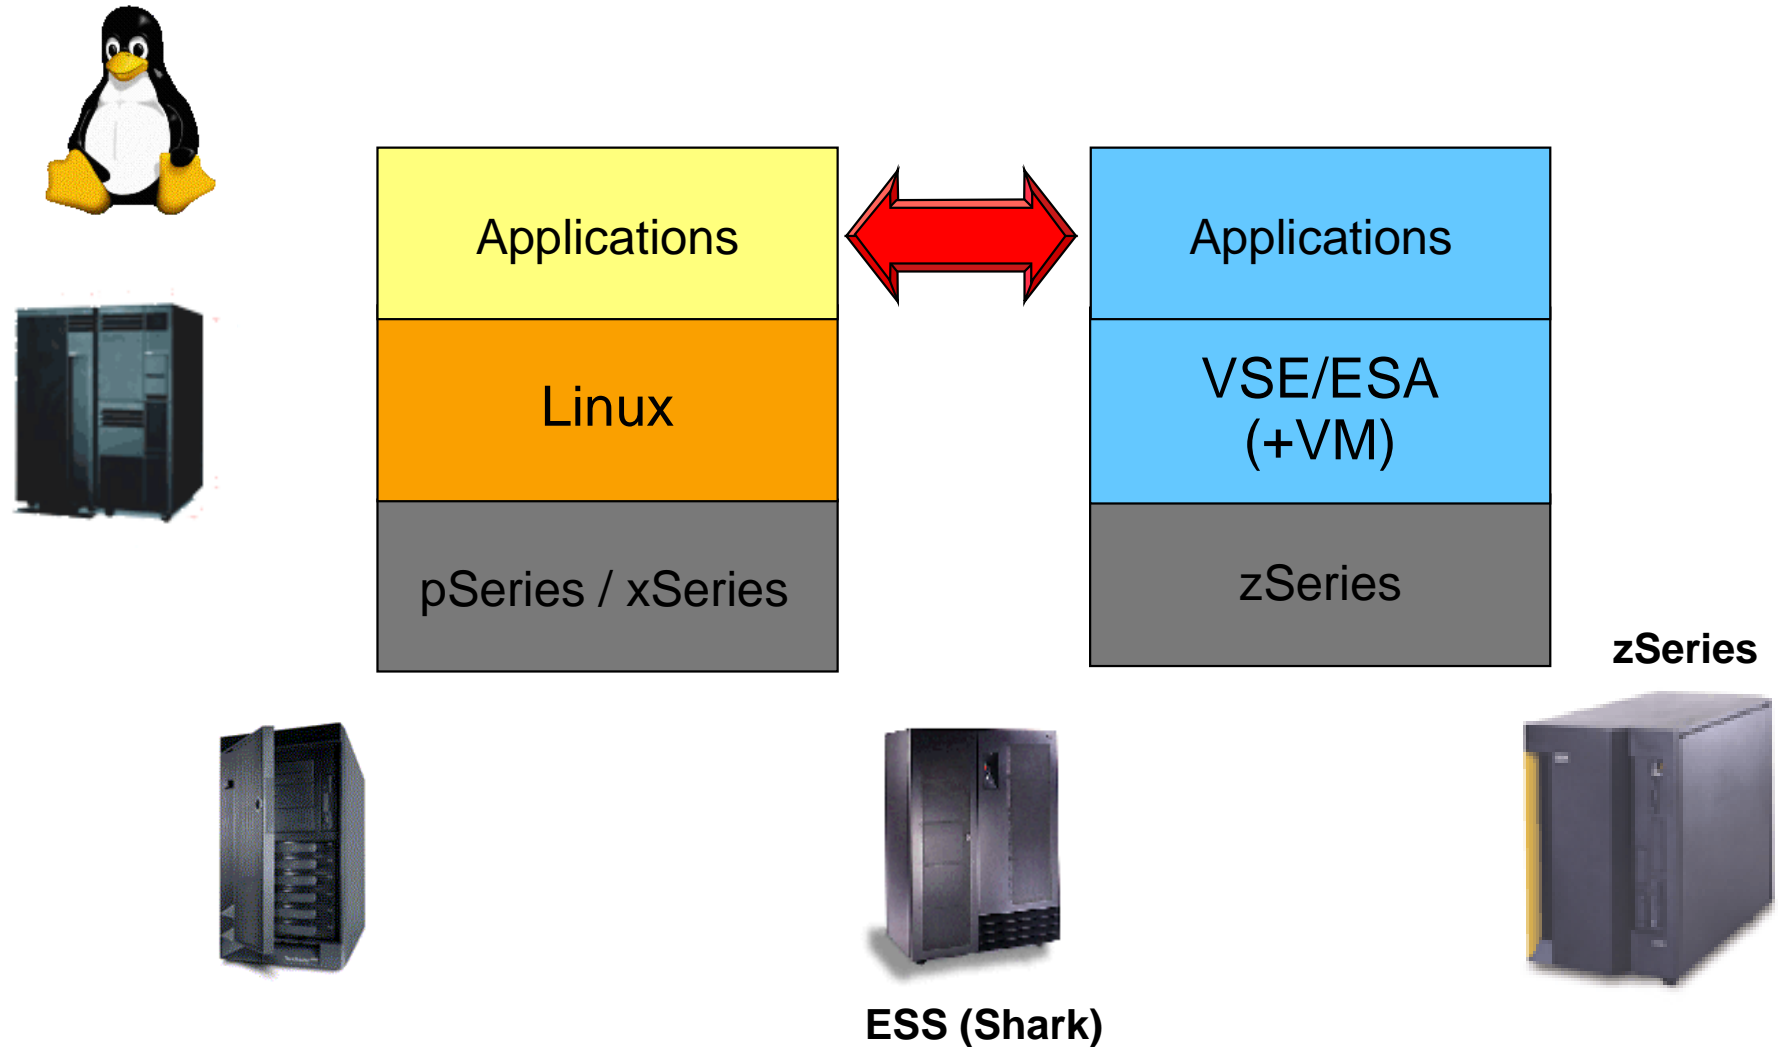 Applications
Linux
pSeries / xSeries
Applications
VSE/ESA
(+VM)
zSeries
zSeries
ESS (Shark)